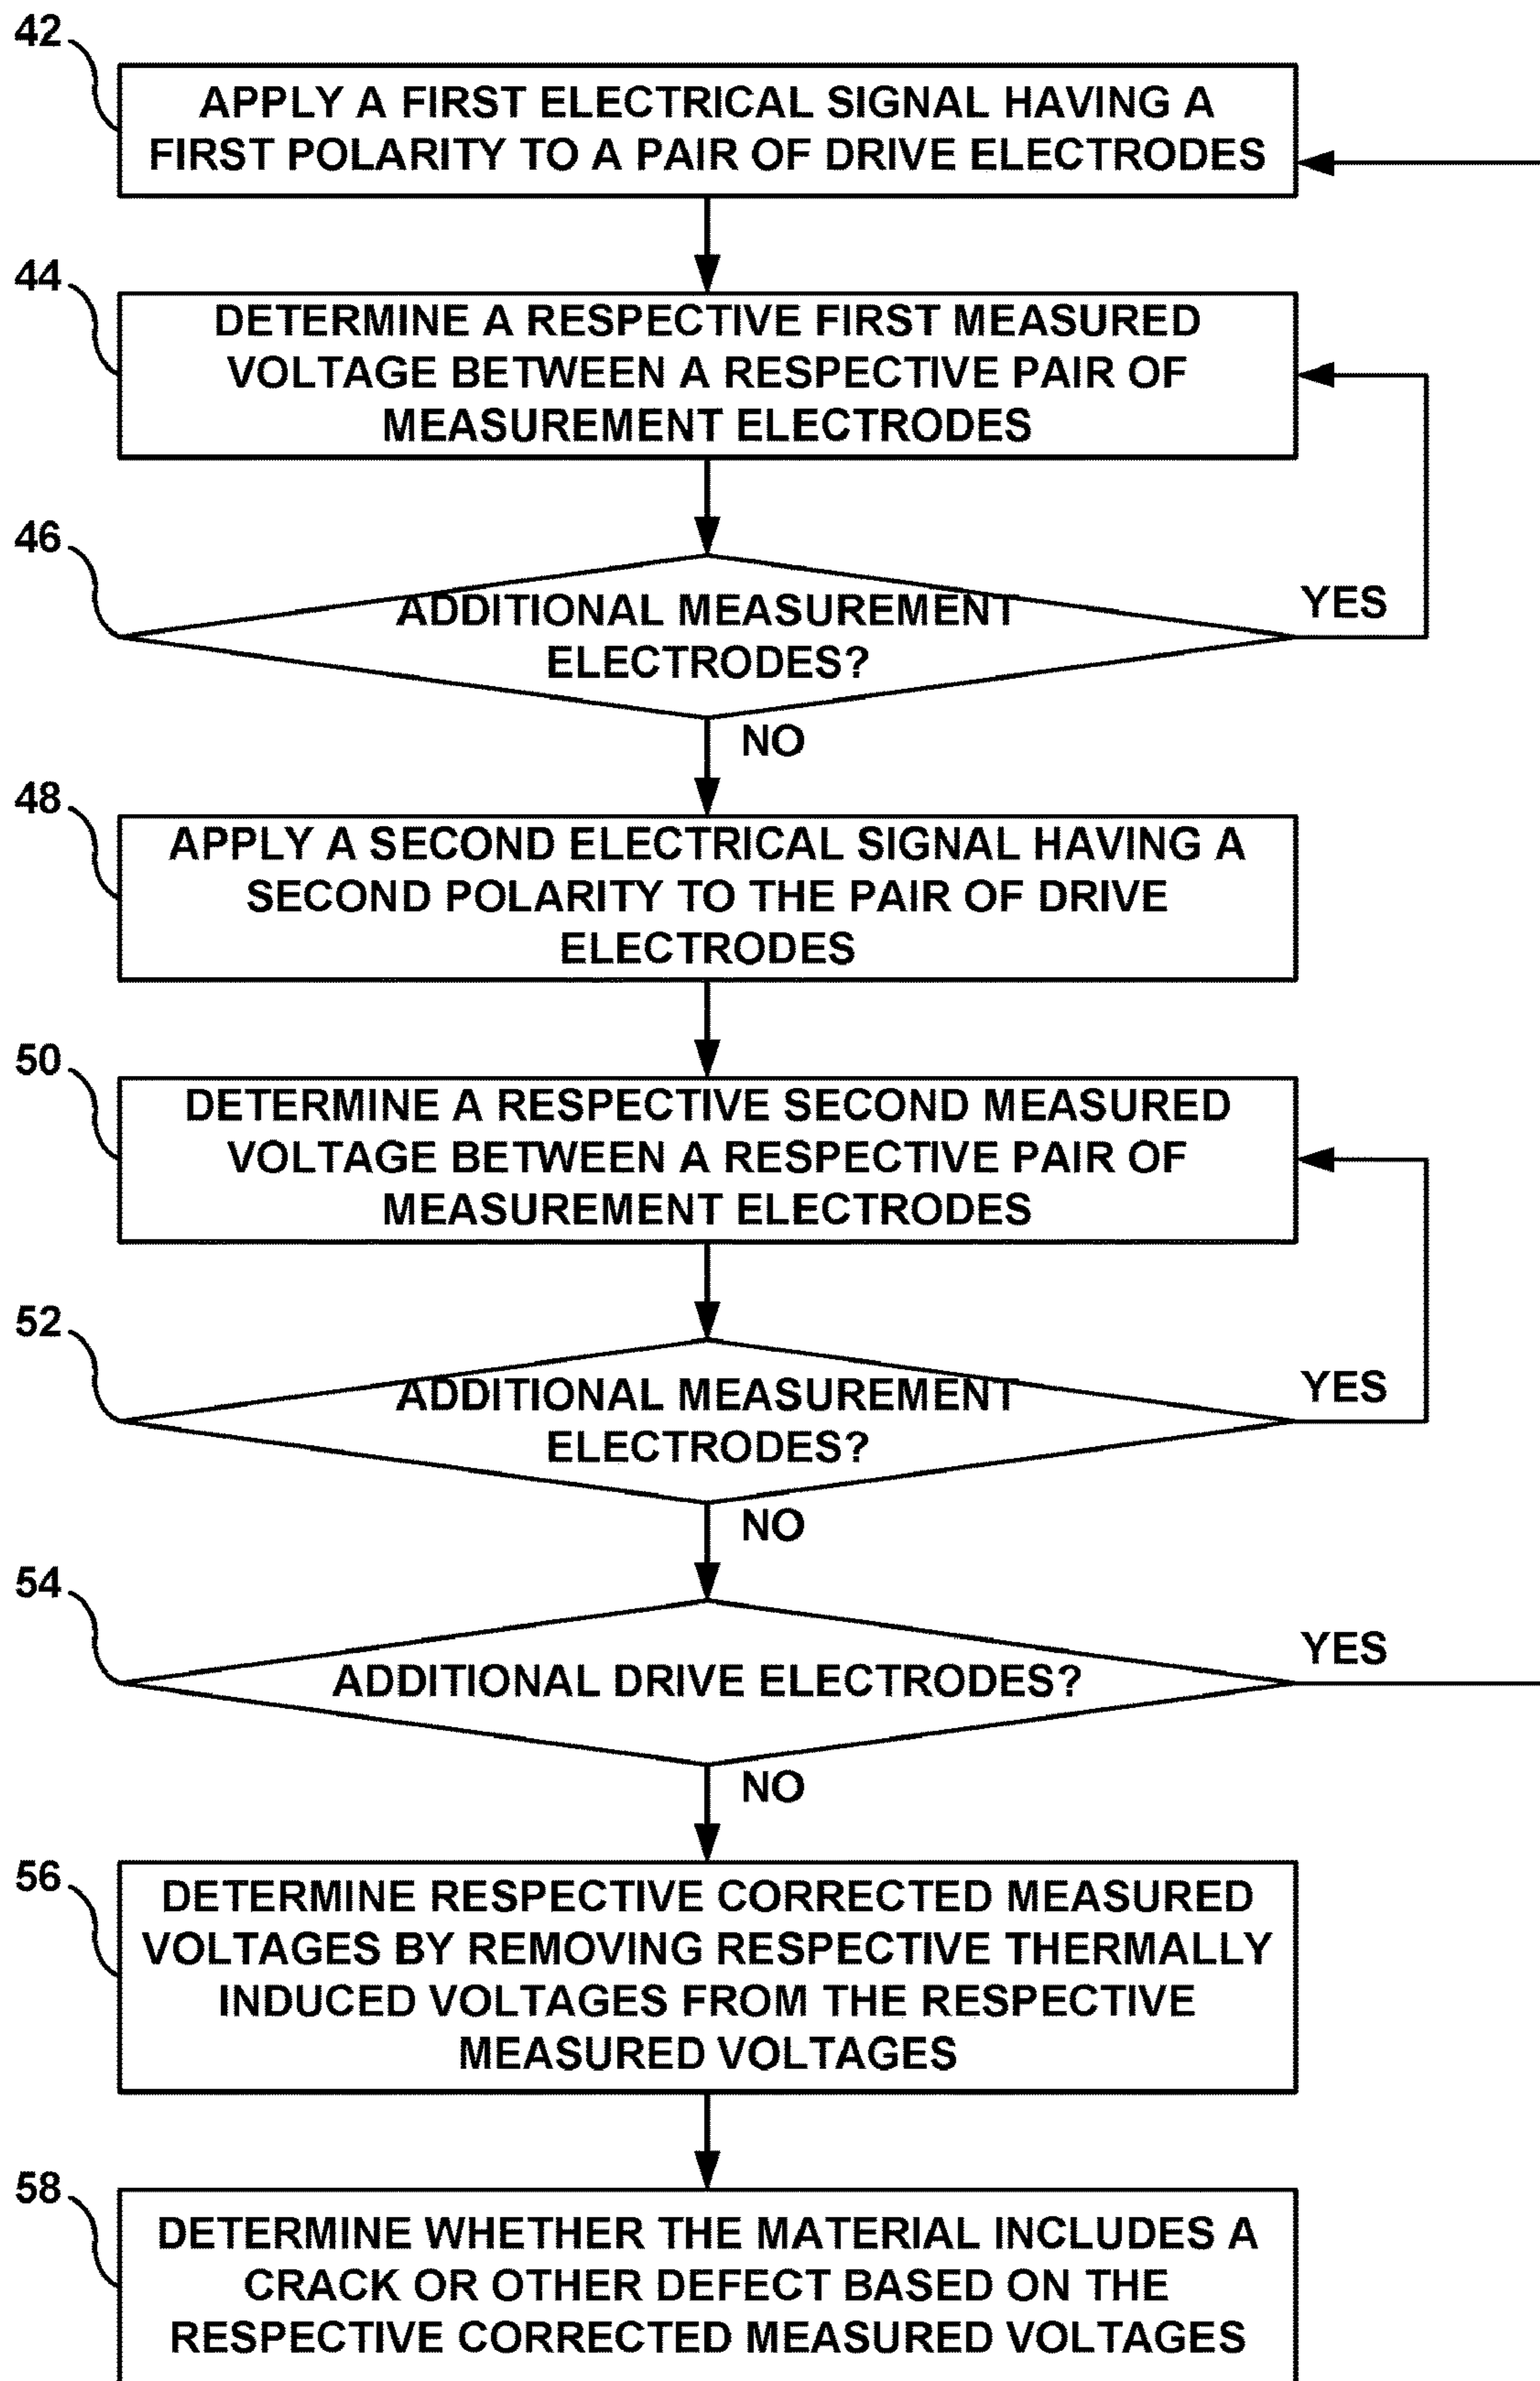 42
APPLY A FIRST ELECTRICAL SIGNAL HAVING A
FIRST POLARITY TO A PAIR OF DRIVE ELECTRODES
44
DETERMINE A RESPECTIVE FIRST MEASURED
VOLTAGE BETWEEN A RESPECTIVE PAIR OF
MEASUREMENT ELECTRODES
46
ADDITIONAL MEASUREMENT
ELECTRODES?
YES
NO
48
APPLY A SECOND ELECTRICAL SIGNAL HAVING A
SECOND POLARITY TO THE PAIR OF DRIVE
ELECTRODES
50
DETERMINE A RESPECTIVE SECOND MEASURED
VOLTAGE BETWEEN A RESPECTIVE PAIR OF
MEASUREMENT ELECTRODES
52
ADDITIONAL MEASUREMENT
ELECTRODES?
YES
NO
54
ADDITIONAL DRIVE ELECTRODES?
YES
NO
56
DETERMINE RESPECTIVE CORRECTED MEASURED
VOLTAGES BY REMOVING RESPECTIVE THERMALLY
INDUCED VOLTAGES FROM THE RESPECTIVE
MEASURED VOLTAGES
58
DETERMINE WHETHER THE MATERIAL INCLUDES A
CRACK OR OTHER DEFECT BASED ON THE
RESPECTIVE CORRECTED MEASURED VOLTAGES